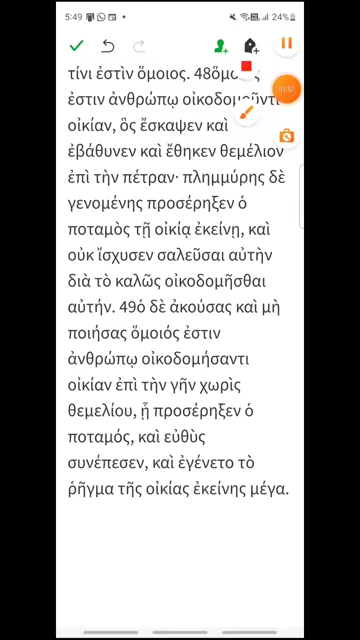 5:49
24%
τίνι ἐστὶν ὅμοιος. 48ὅμοιός
ἐστιν ἀνθρώπῳ οἰκοδομοῦντι
οἰκίαν, ὃς ἔσκαψεν καὶ
ἐβάθυνεν καὶ ἔθηκεν θεμέλιον
ἐπὶ τὴν πέτραν· πλημμύρης δὲ
γενομένης προσέρηξεν ὁ
ποταμὸς τῇ οἰκίᾳ ἐκείνῃ, καὶ
οὐκ ἴσχυσεν σαλεῦσαι αὐτὴν
διὰ τὸ καλῶς οἰκοδομῆσθαι
αὐτήν. 49ὁ δὲ ἀκούσας καὶ μὴ
ποιήσας ὅμοιός ἐστιν
ἀνθρώπῳ οἰκοδομήσαντι
οἰκίαν ἐπὶ τὴν γῆν χωρὶς
θεμελίου, ᾗ προσέρηξεν ὁ
ποταμός, καὶ εὐθὺς
συνέπεσεν, καὶ ἐγένετο τὸ
ῥῆγμα τῆς οἰκίας ἐκείνης μέγα.